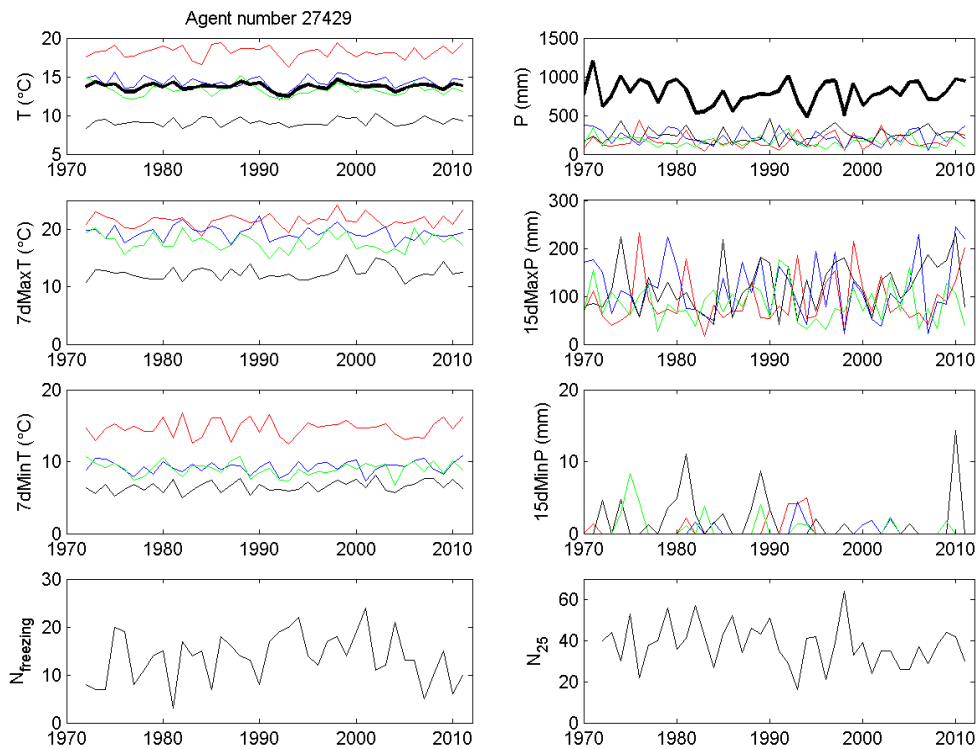 Agent number 27429
T (°C)
20
15
10
5
1970 1980 1990 2000 2010
P (mm)
1500
1000
500
0
1970 1980 1990 2000 2010
7dMaxT (°C)
20
10
0
1970 1980 1990 2000 2010
15dMaxP (mm)
300
200
100
0
1970 1980 1990 2000 2010
7dMinT (°C)
20
10
0
1970 1980 1990 2000 2010
15dMinP (mm)
20
10
0
1970 1980 1990 2000 2010
Nfreezing
30
20
10
0
1970 1980 1990 2000 2010
N25
60
40
20
0
1970 1980 1990 2000 2010